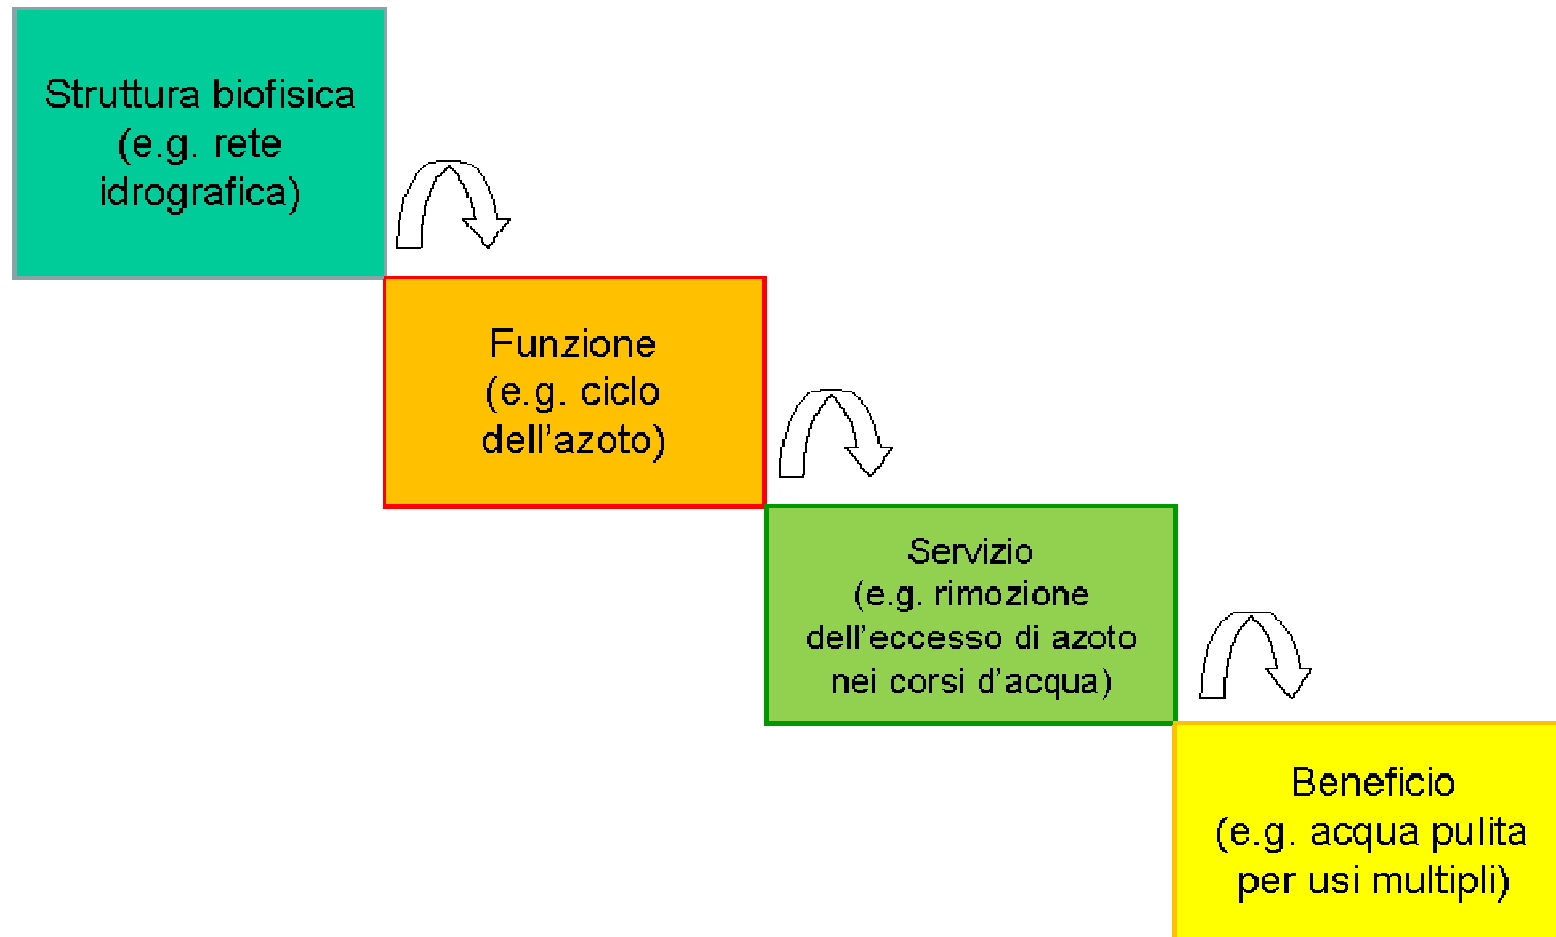 Struttura biofisica
(e.g. rete
idrografica)
Funzione
(e.g. ciclo
dell'azoto)
Servizio
(e.g. rimozione
dell'eccesso di azoto
nei corsi d'acqua)
Beneficio
(e.g. acqua pulita
per usi multipli)